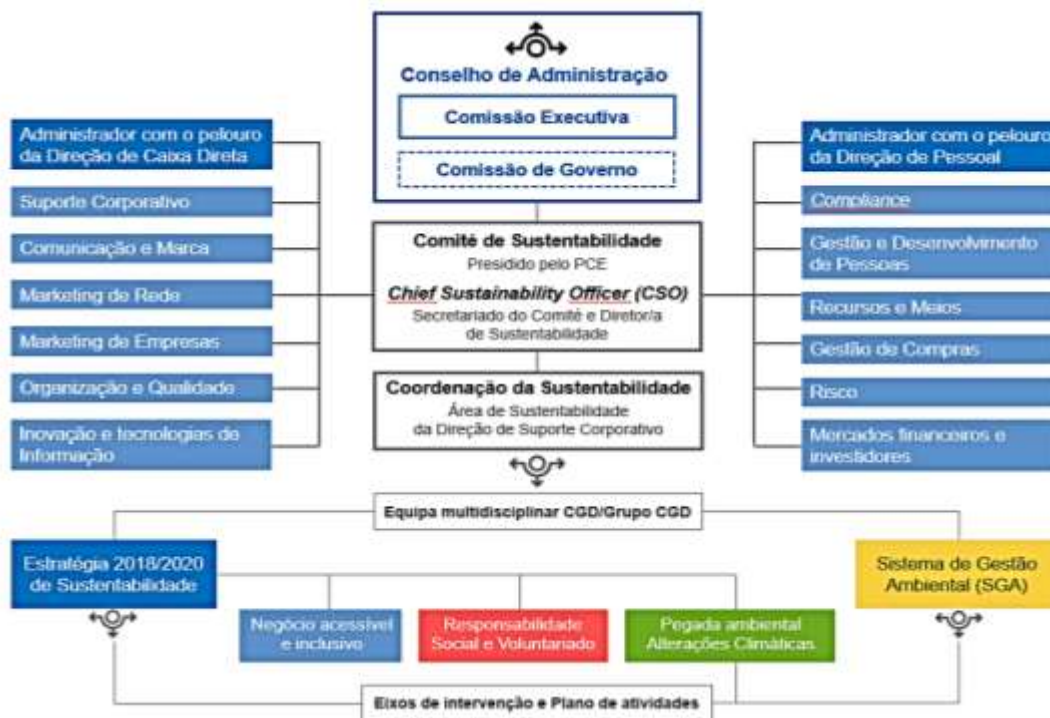 Conselho de Administração
Comissão Executiva
Comissão de Governo
Administrador com o pelouro
da Direção de Caixa Direta
Suporte Corporativo
Comunicação e Marca
Marketing de Rede
Marketing de Empresas
Organização e Qualidade
Inovação e tecnologias de
Informação
Comité de Sustentabilidade
Presidido pelo PCE
Chief Sustainability Officer (CSO)
Secretariado do Comité e Diretor/a
de Sustentabilidade
Coordenação da Sustentabilidade
Área de Sustentabilidade
da Direção de Suporte Corporativo
Administrador com o pelouro
da Direção de Pessoal
Compliance
Gestão e Desenvolvimento
de Pessoas
Recursos e Meios
Gestão de Compras
Risco
Mercados financeiros e
investidores
Equipa multidisciplinar CGD/Grupo CGD
Estratégia 2018/2020
de Sustentabilidade
Sistema de Gestão
Ambiental (SGA)
Negócio acessível
e inclusivo
Responsabilidade
Social e Voluntariado
Pegada ambiental
Alterações Climáticas
Eixos de intervenção e Plano de atividades